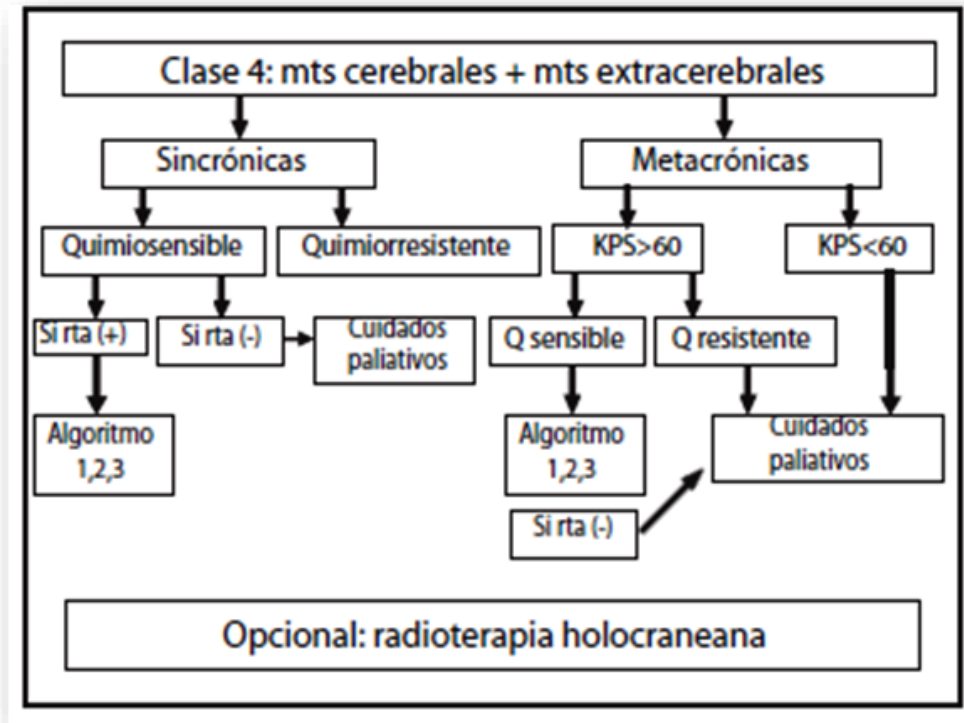 Clase 4: mts cerebrales + mts extracerebrales
Sincrónicas
Metacrónicas
Quimiosensible
Quimiorresistente
KPS>60
KPS<60
Si rta (+)
Si rta (-)
Cuidados
paliativos
Q sensible
Q resistente
Algoritmo
1,2,3
Algoritmo
1,2,3
Cuidados
paliativos
Si rta (-)
Opcional: radioterapia holocraneana